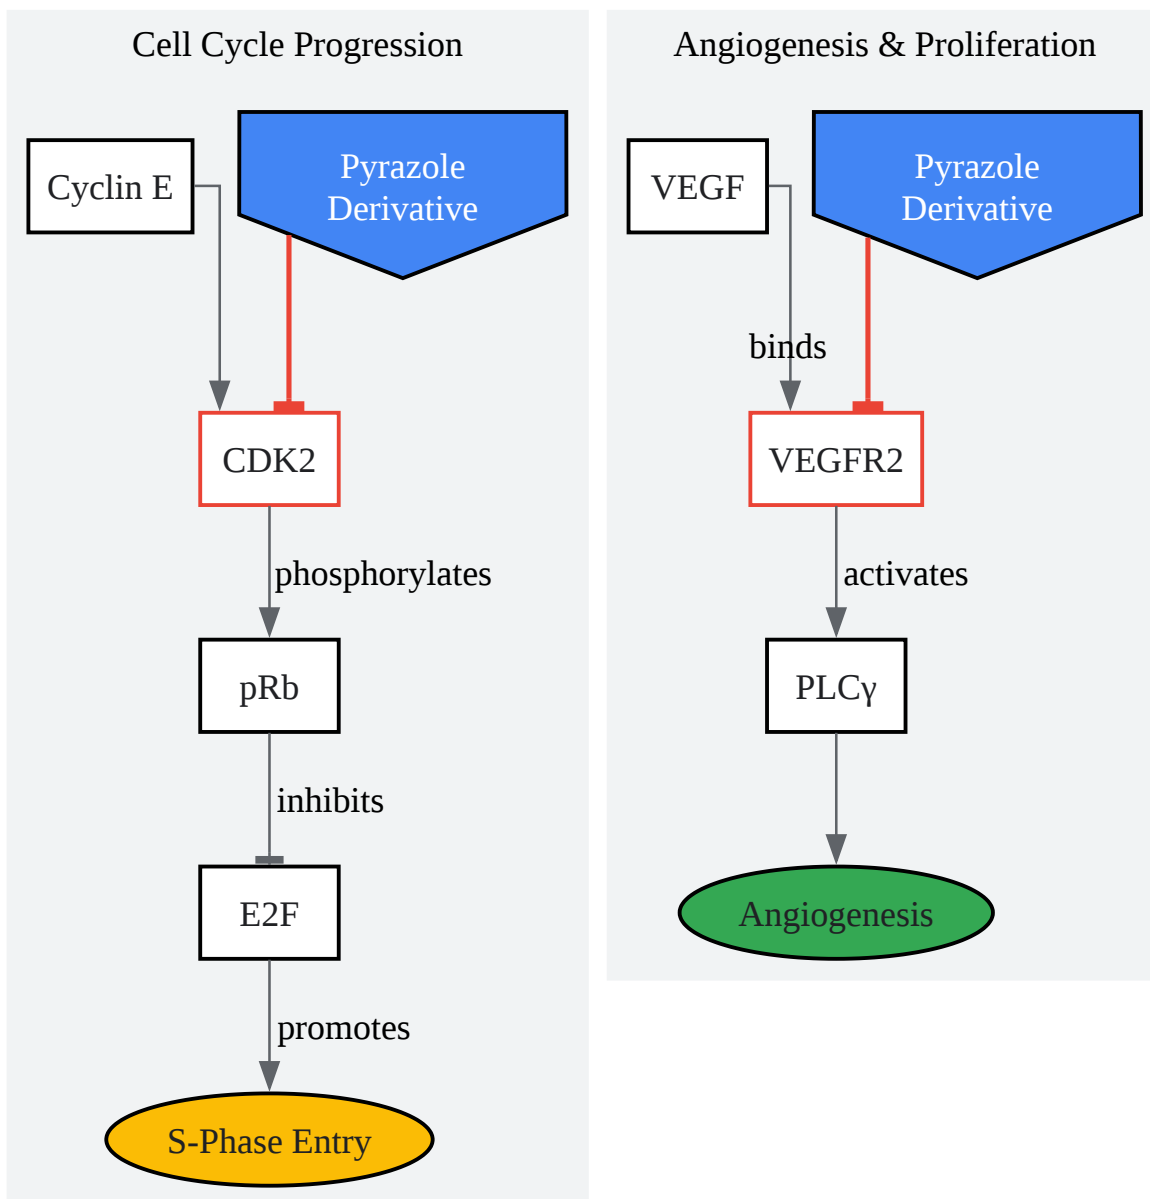 Cell Cycle Progression
Cyclin E
Pyrazole
Derivative
CDK2
phosphorylates
pRb
inhibits
E2F
promotes
S-Phase Entry
Angiogenesis & Proliferation
VEGF
Pyrazole
Derivative
binds
VEGFR2
activates
PLCγ
Angiogenesis